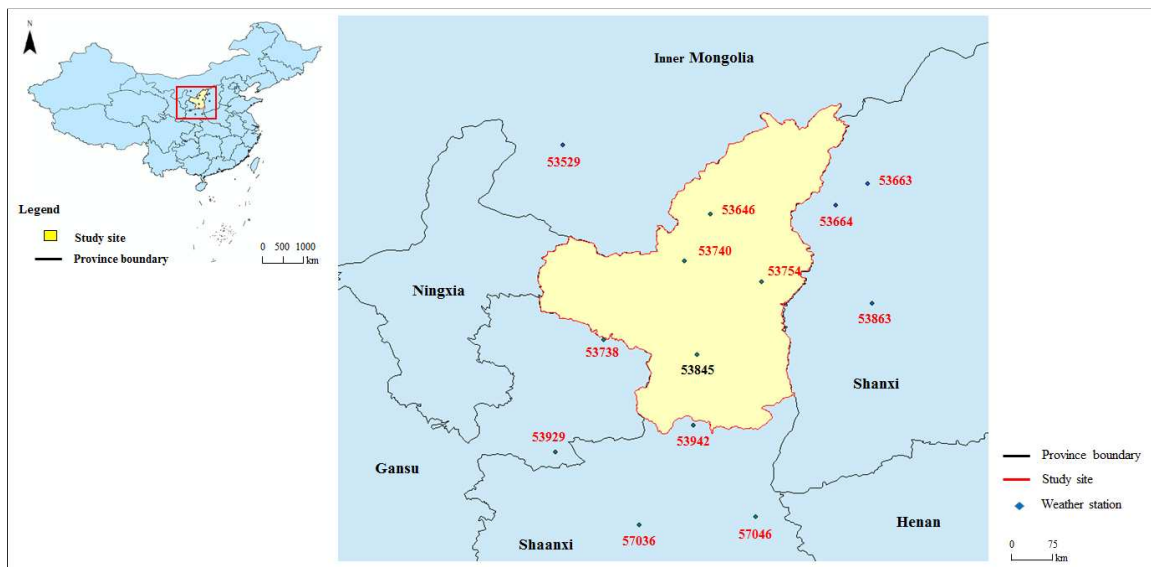 N
Legend
Study site
Province boundary
0 500 1000
km
Inner Mongolia
53529
53663
53664
53646
53740
53754
Ningxia
53863
53738
53845
Shanxi
53942
53929
Gansu
57046
57036
Shaanxi
Henan
Province boundary
Study site
Weather station
0 75
km